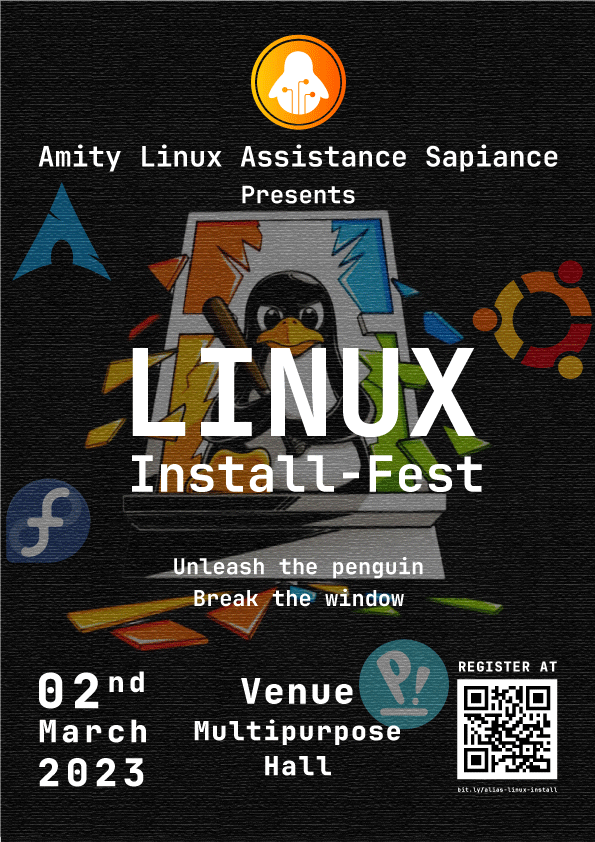 Amity Linux Assistance Sapiance
Presents
LINUX
Install-Fest
Unleash the penguin
Break the window
02nd
March
2023
Venue
Multipurpose
Hall
P!
REGISTER AT
bit.ly/alias-linux-install